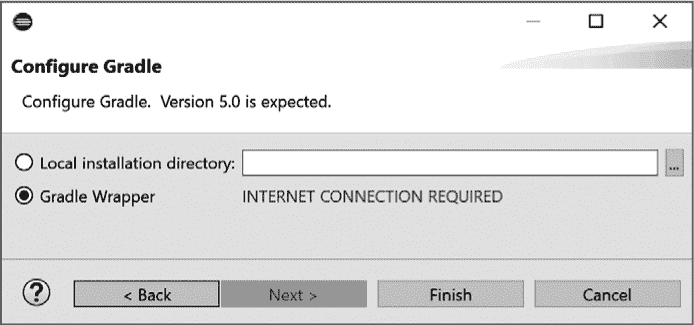 Configure Gradle
Configure Gradle. Version 5.0 is expected.
Local installation directory:
...
Gradle Wrapper INTERNET CONNECTION REQUIRED
? < Back Next > Finish Cancel